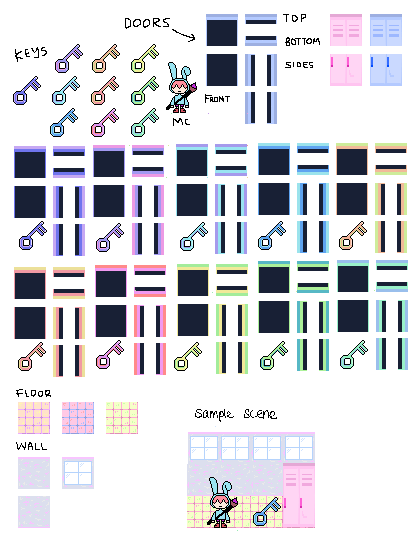 DOORS
TOP
BOTTOM
KEYS
SIDES
FRONT
MC
FLOOR
Sample Scene
WALL